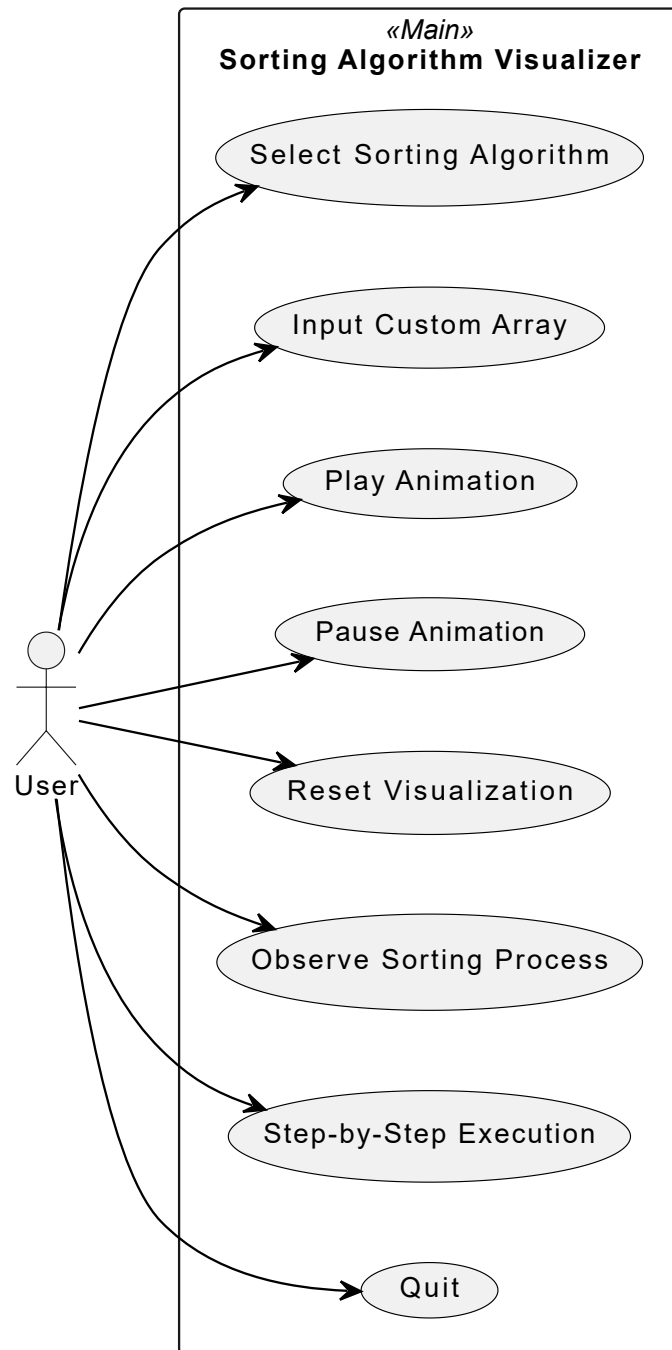 «Main»
Sorting Algorithm Visualizer
Select Sorting Algorithm
Input Custom Array
Play Animation
Pause Animation
Reset Visualization
User
Observe Sorting Process
Step-by-Step Execution
Quit